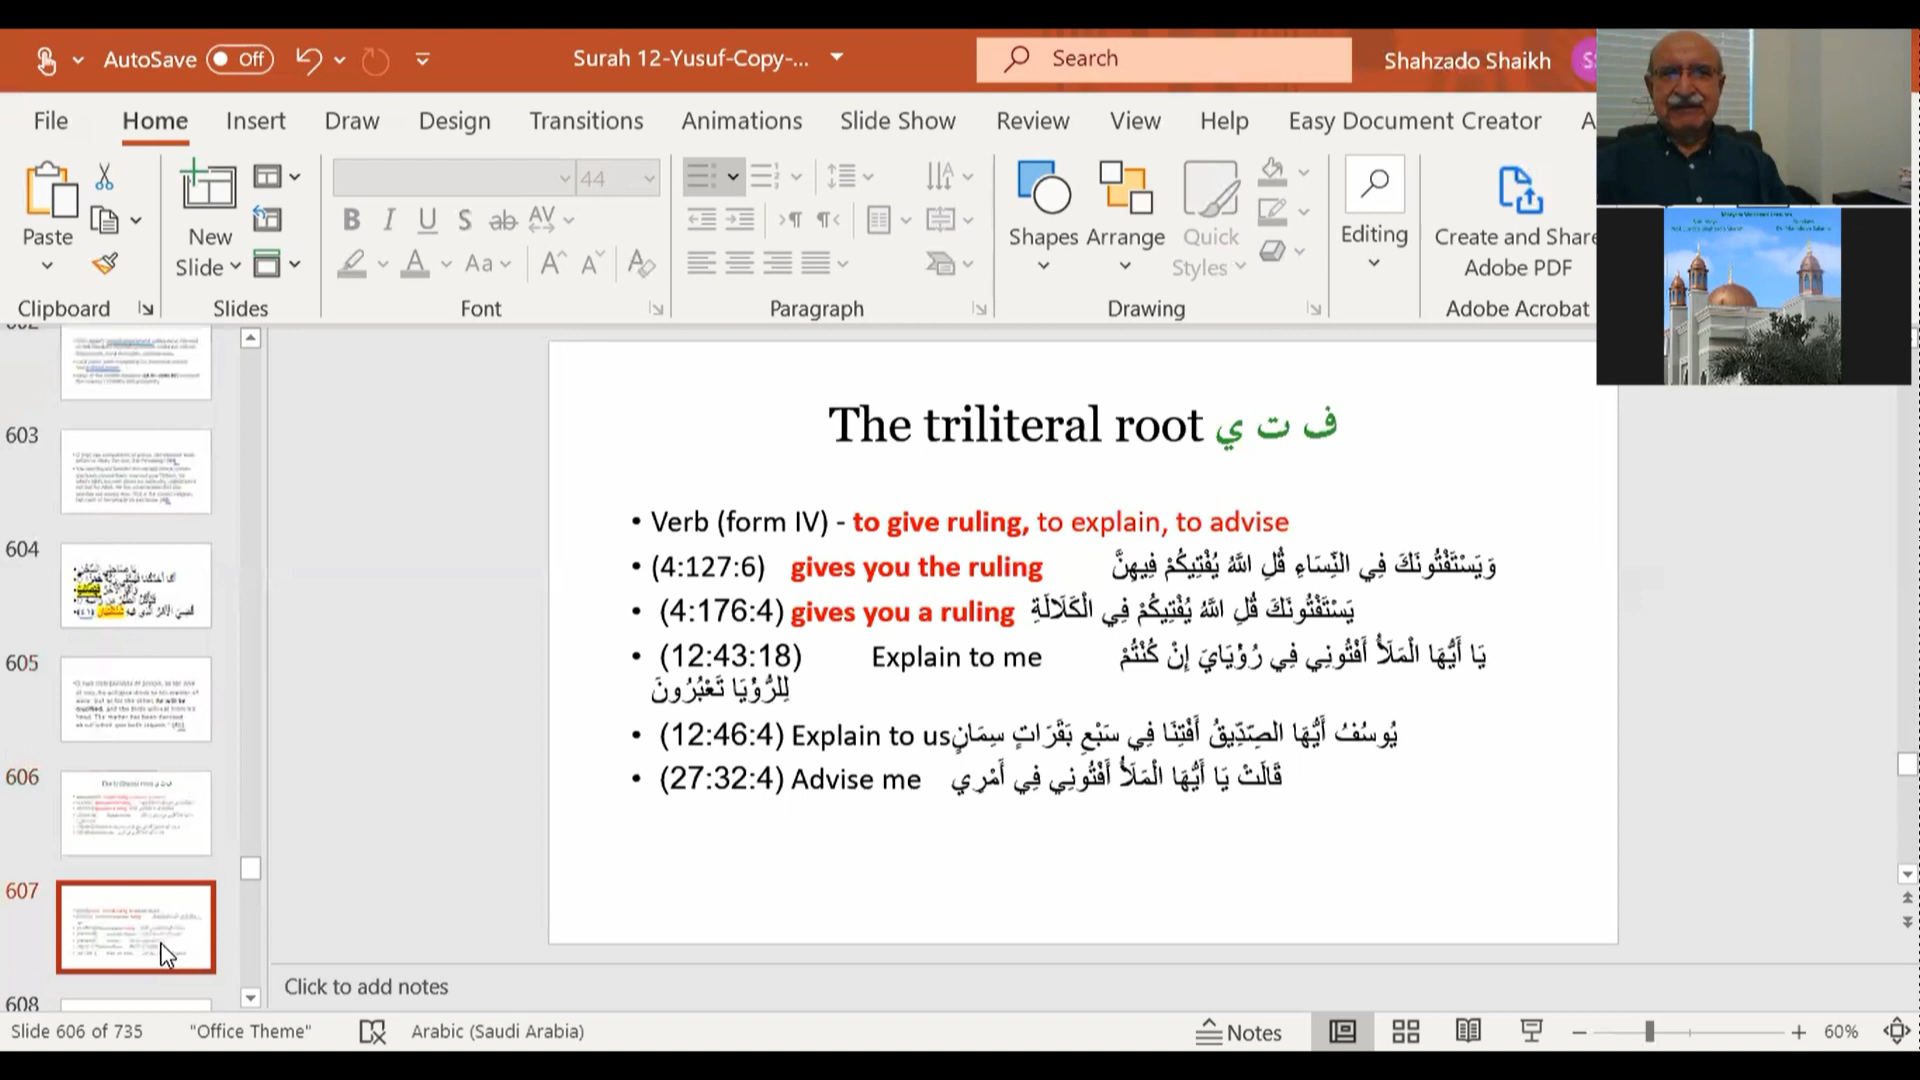 AutoSave Off Surah 12-Yusuf-Copy-... Search Shahzado Shaikh
File Home Insert Draw Design Transitions Animations Slide Show Review View Help Easy Document Creator A
Paste New Slide 44 B I U S ab AV A Aa A A A Shapes Arrange Quick Styles Editing Create and Share Adobe PDF
Clipboard Slides Font Paragraph Drawing Adobe Acrobat
603
604
605
606
607
608
The triliteral root ف ت ي
• Verb (form IV) - to give ruling, to explain, to advise
• (4:127:6) gives you the ruling وَيَسْتَفْتُونَكَ فِي النِّسَاءِ قُلِ اللَّهُ يُفْتِيكُمْ فِيهِنَّ
• (4:176:4) gives you a ruling يَسْتَفْتُونَكَ قُلِ اللَّهُ يُفْتِيكُمْ فِي الْكَلَالَةِ
• (12:43:18) Explain to me يَا أَيُّهَا الْمَلَأُ أَفْتُونِي فِي رُؤْيَايَ إِنْ كُنْتُمْ
لِلرُّؤْيَا تَعْبُرُونَ
• (12:46:4) Explain to us يُوسُفُ أَيُّهَا الصِّدِّيقُ أَفْتِنَا فِي سَبْعِ بَقَرَاتٍ سِمَانٍ
• (27:32:4) Advise me قَالَتْ يَا أَيُّهَا الْمَلَأُ أَفْتُونِي فِي أَمْرِي
Click to add notes
Slide 606 of 735 "Office Theme" Arabic (Saudi Arabia) Notes 60%